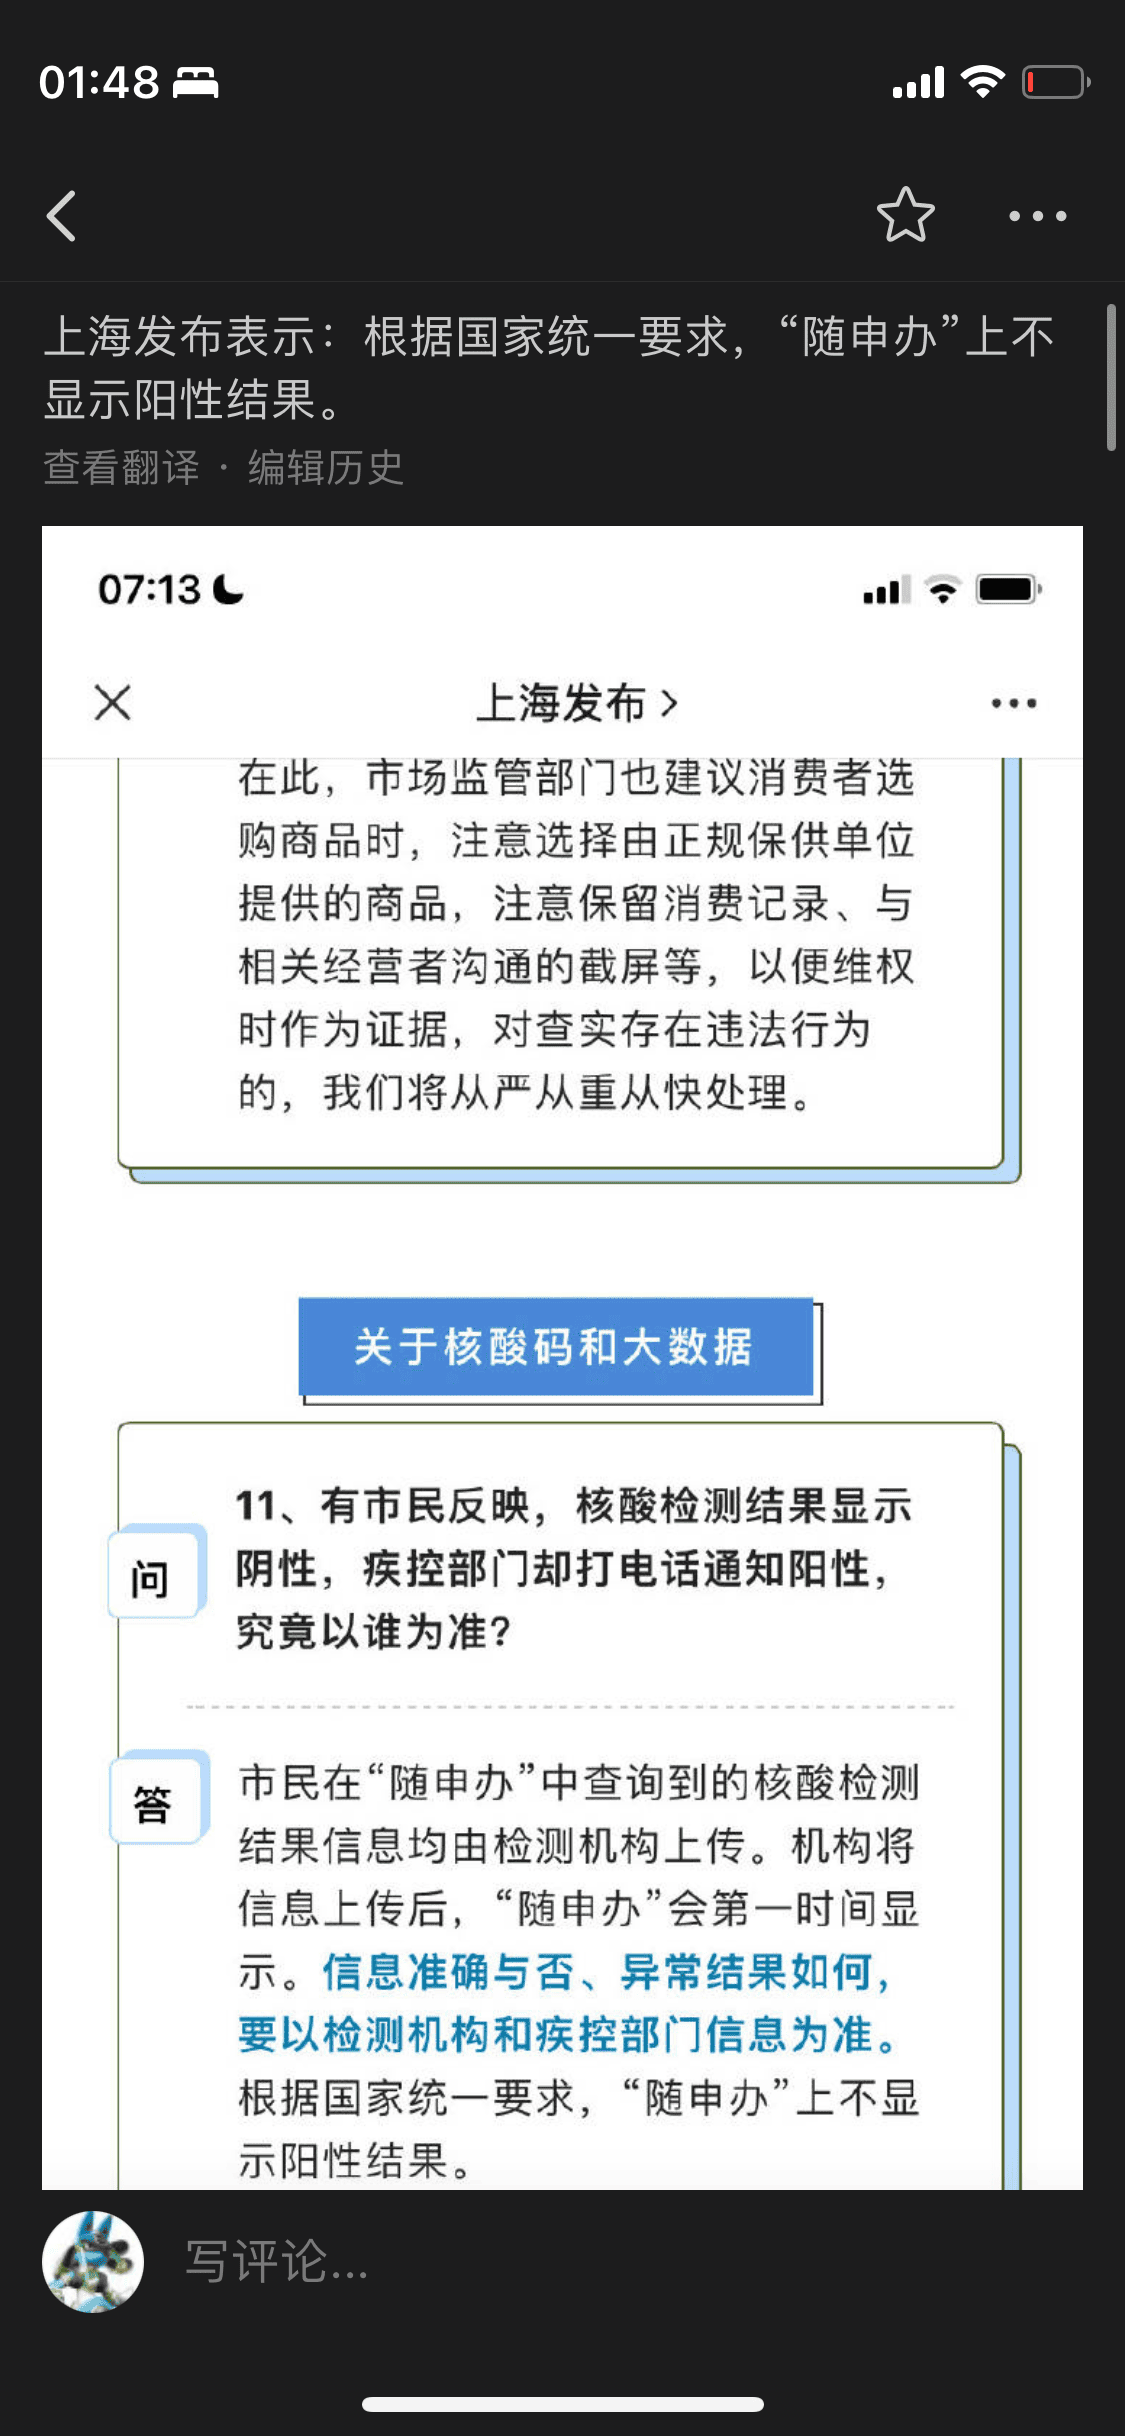 01:48
上海发布表示：根据国家统一要求，“随申办”上不
显示阳性结果。
查看翻译 · 编辑历史
07:13
上海发布
在此，市场监管部门也建议消费者选
购商品时，注意选择由正规保供单位
提供的商品，注意保留消费记录、与
相关经营者沟通的截屏等，以便维权
时作为证据，对查实存在违法行为
的，我们将从严从重从快处理。
关于核酸码和大数据
问
11、有市民反映，核酸检测结果显示
阴性，疾控部门却打电话通知阳性，
究竟以谁为准?
答
市民在“随申办”中查询到的核酸检测
结果信息均由检测机构上传。机构将
信息上传后，“随申办”会第一时间显
示。信息准确与否、异常结果如何，
要以检测机构和疾控部门信息为准。
根据国家统一要求，“随申办”上不显
示阳性结果。
写评论...